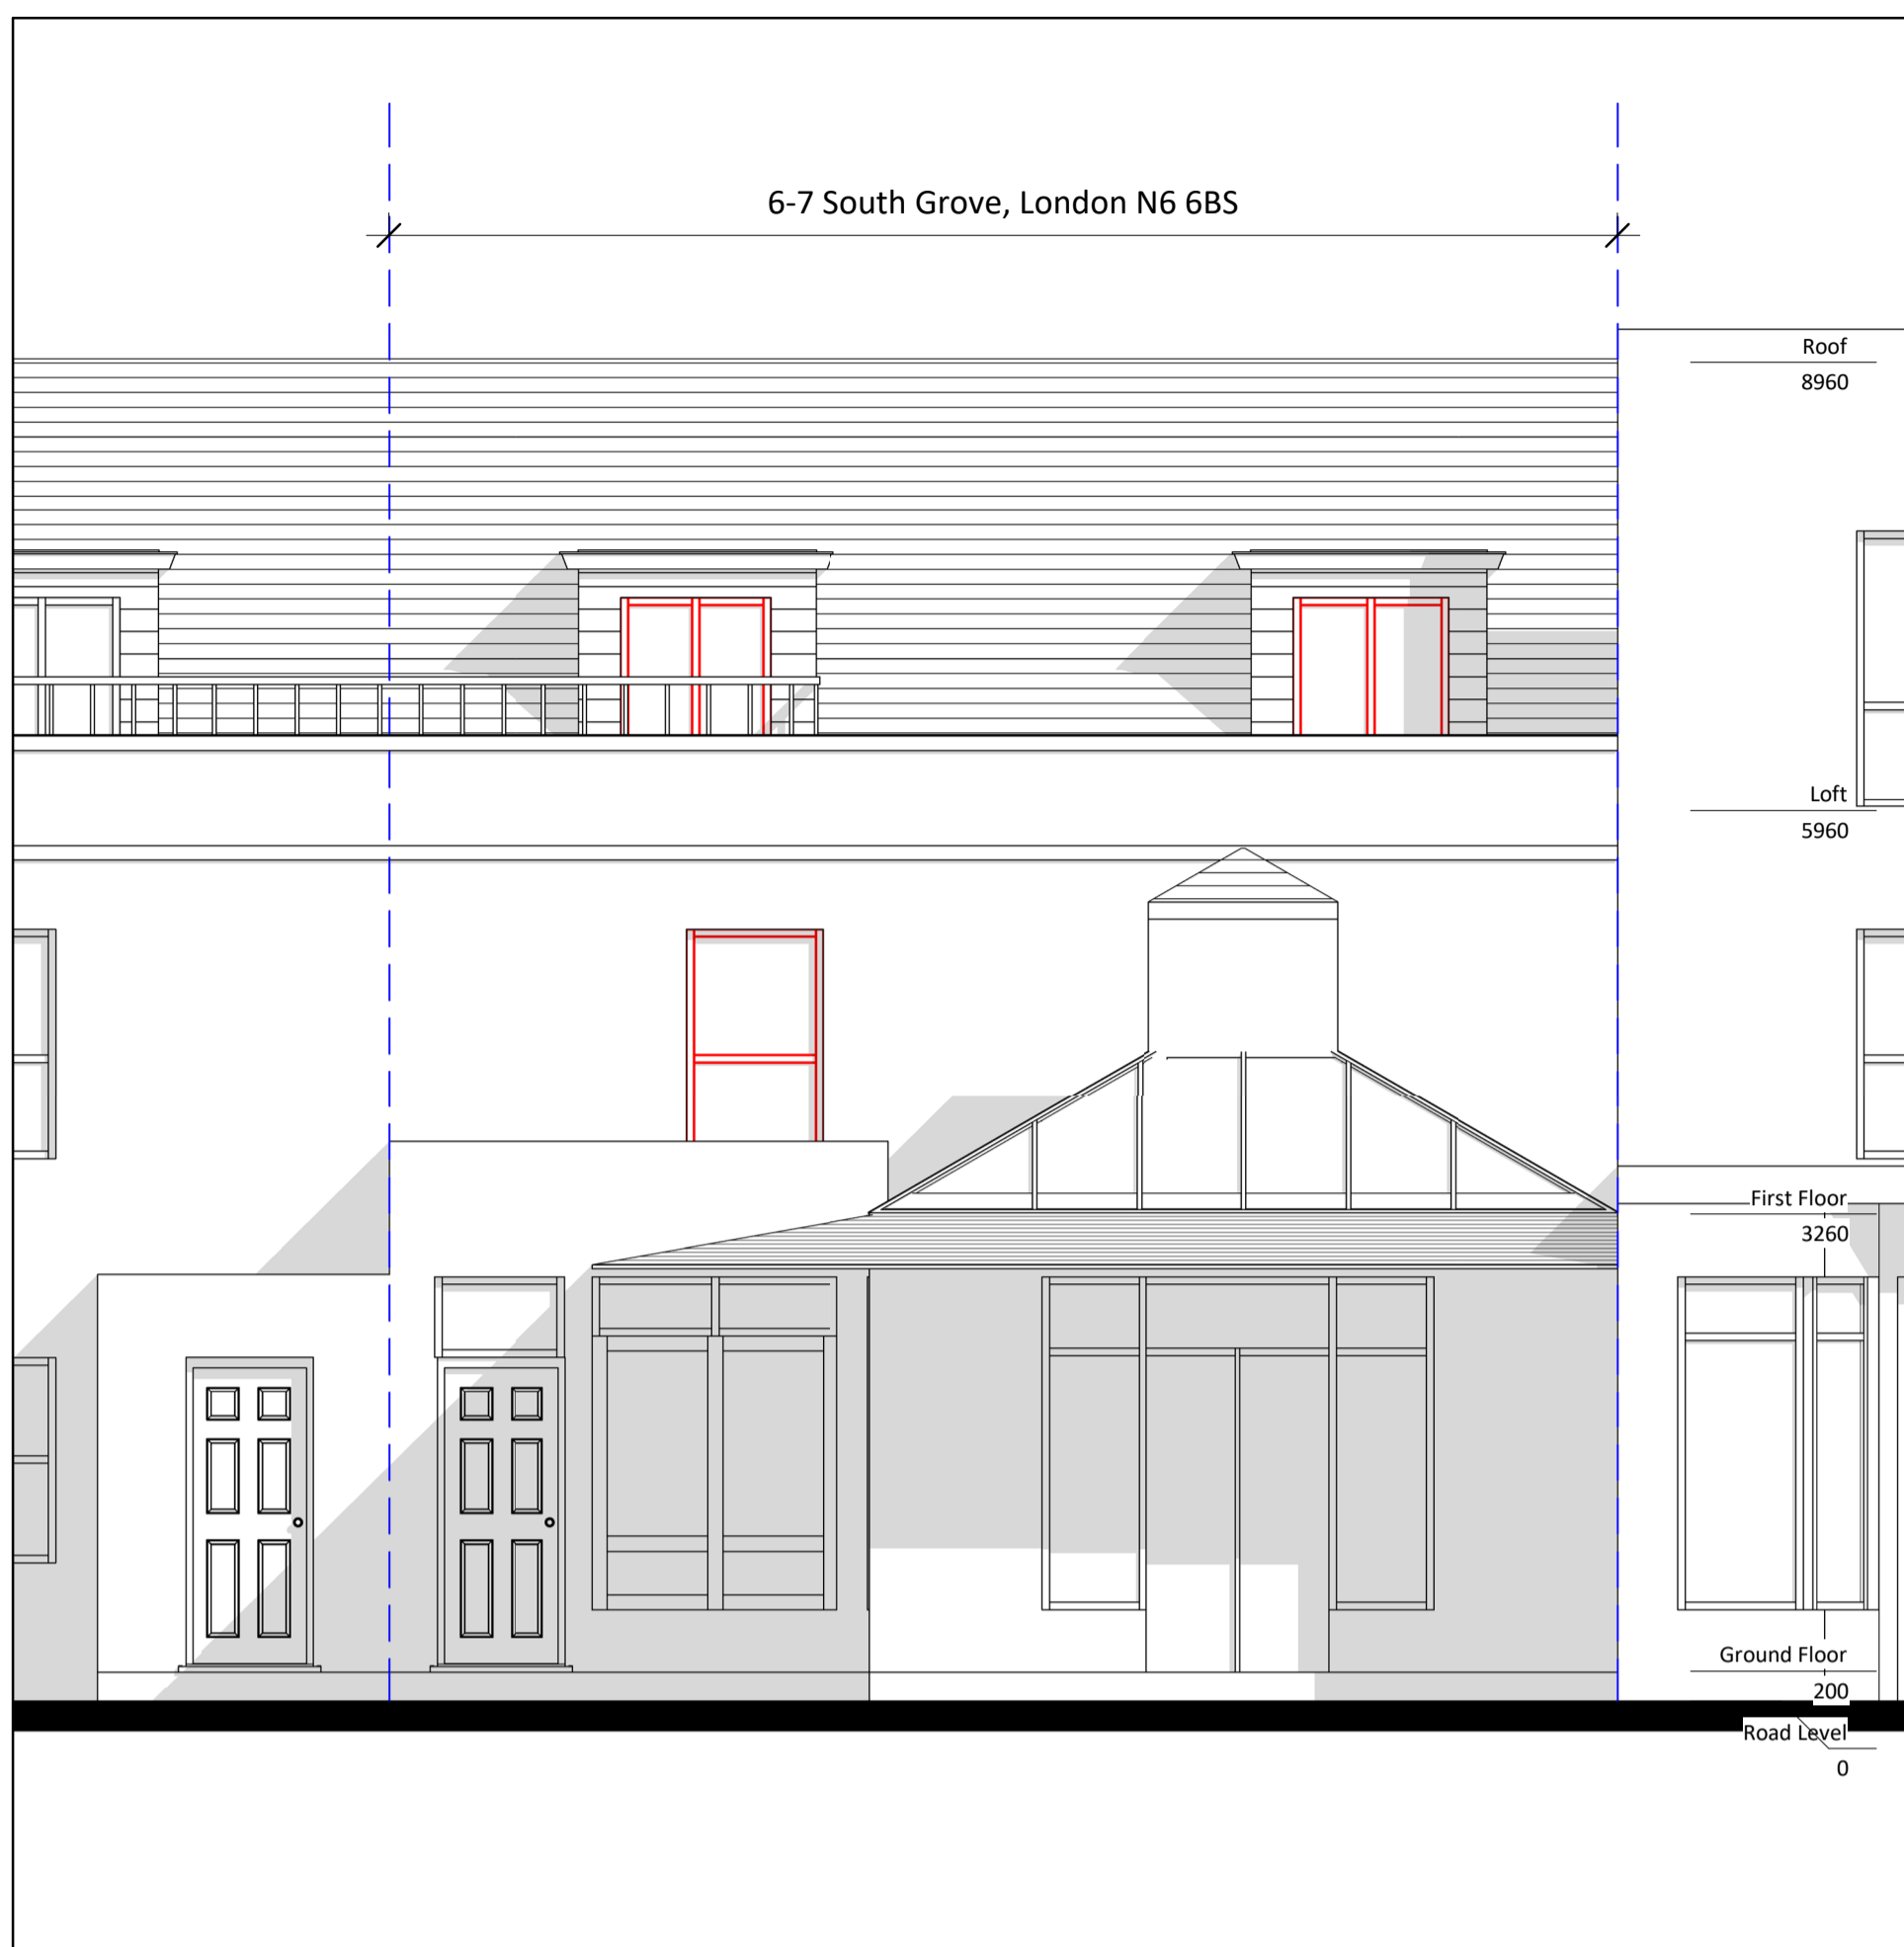 6-7 South Grove, London N6 6BS
Roof
8960
Loft
5960
First Floor
3260
Ground Floor
200
Road Level
0